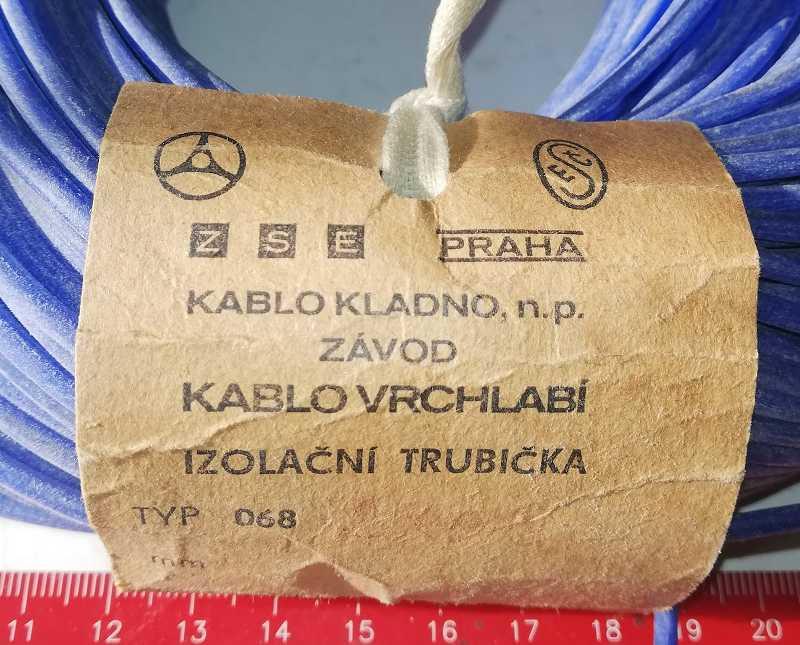 ESČ
ZSE PRAHA
KABLO KLADNO, n.p.
ZÁVOD
KABLO VRCHLABÍ
IZOLAČNÍ TRUBIČKA
TYP 068
mm
11 12 13 14 15 16 17 18 19 20